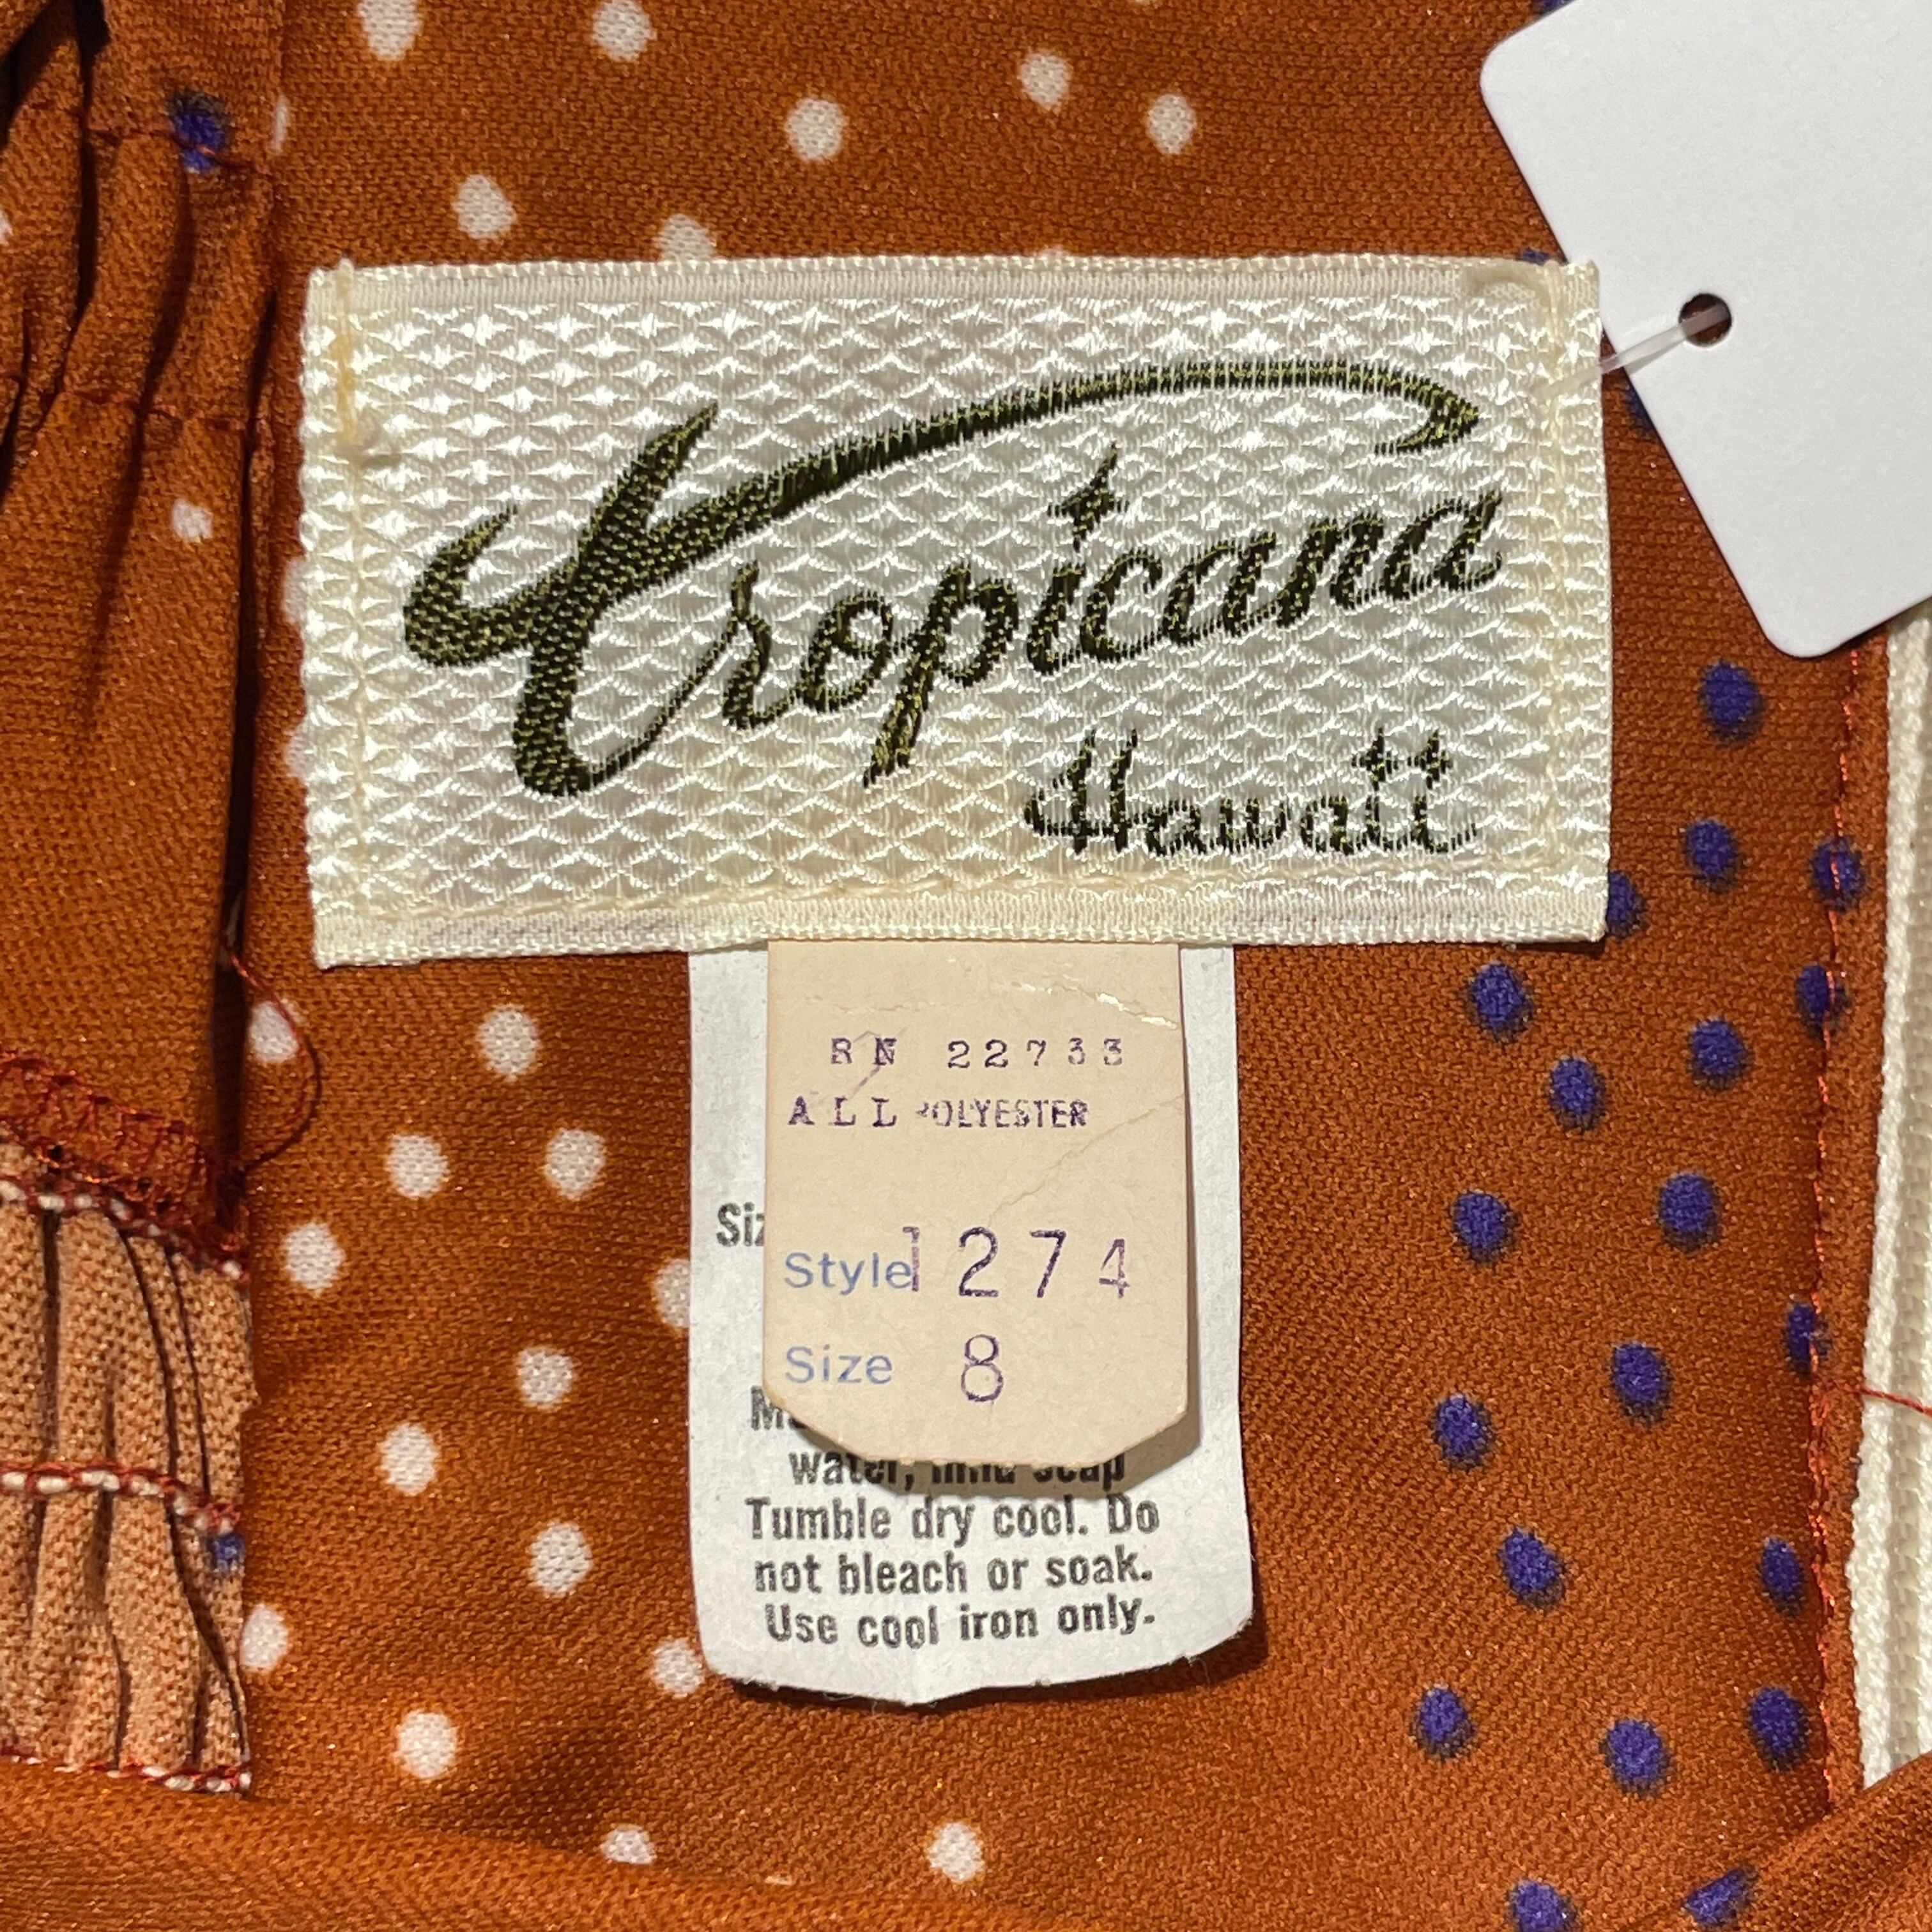 Tropicana
Hawaii
RN 22733
ALL POLYESTER
Style 1274
Size 8
water, mild soap
Tumble dry cool. Do
not bleach or soak.
Use cool iron only.